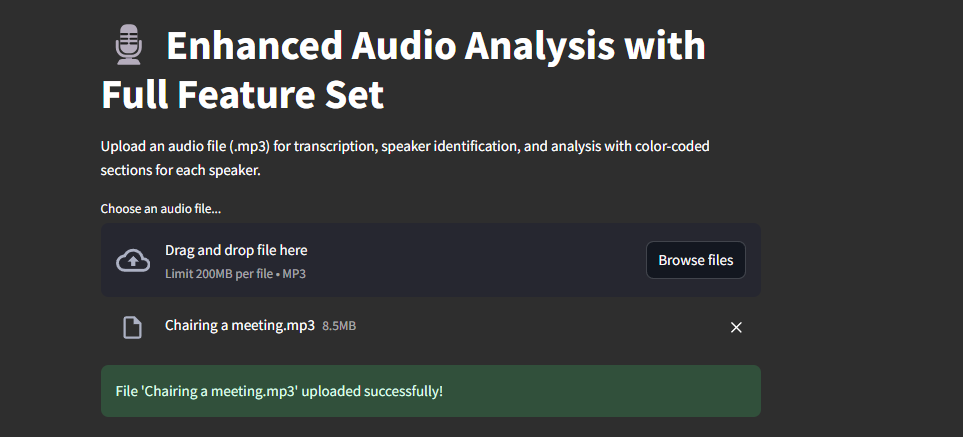 Enhanced Audio Analysis with
Full Feature Set
Upload an audio file (.mp3) for transcription, speaker identification, and analysis with color-coded
sections for each speaker.
Choose an audio file...
Drag and drop file here
Limit 200MB per file • MP3
Browse files
Chairing a meeting.mp3 8.5MB
File 'Chairing a meeting.mp3' uploaded successfully!